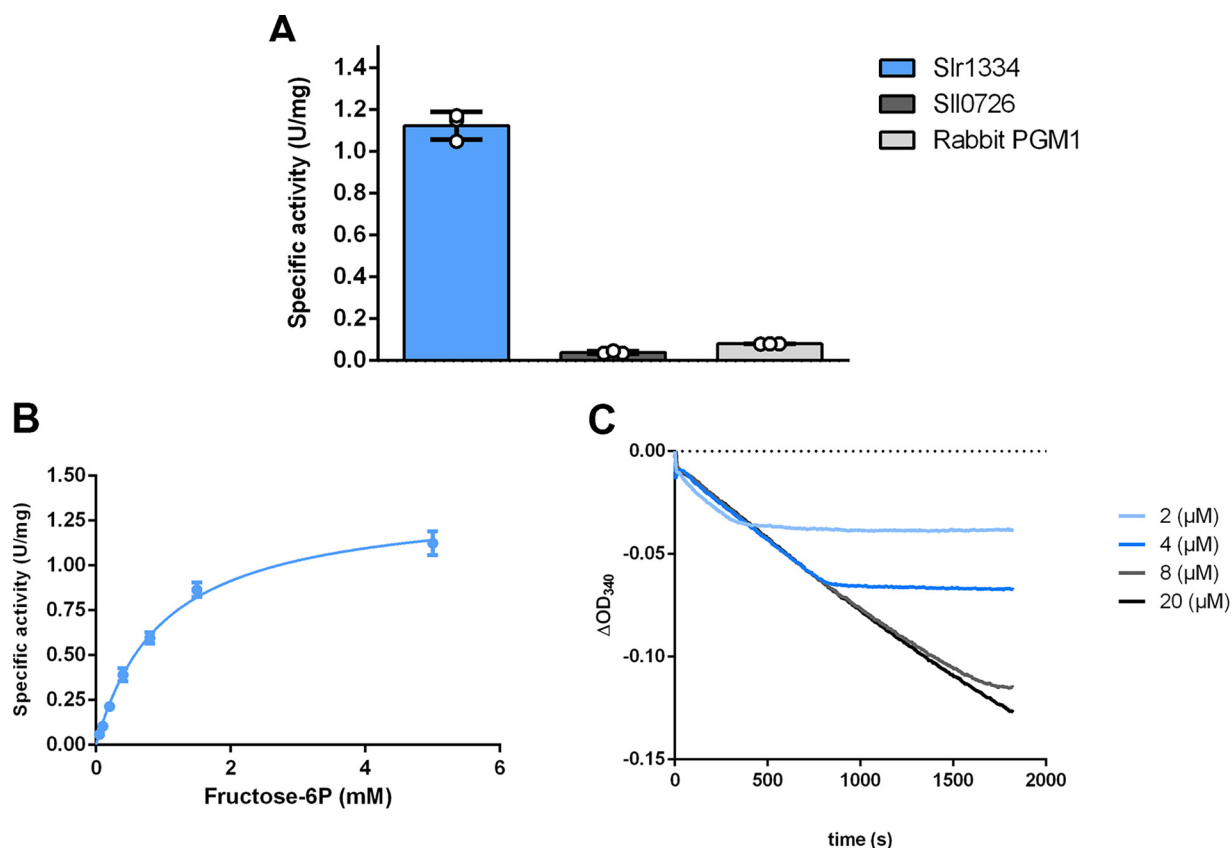 A
Specific activity (U/mg)
1.4
1.2
1.0
0.8
0.6
0.4
0.2
0.0
Slr1334
Sll0726
Rabbit PGM1
B
Specific activity (U/mg)
1.50
1.25
1.00
0.75
0.50
0.25
0.00
0 2 4 6
Fructose-6P (mM)
C
ΔOD₃₄₀
0.00
-0.05
-0.10
-0.15
0 500 1000 1500 2000
time (s)
2 (µM)
4 (µM)
8 (µM)
20 (µM)